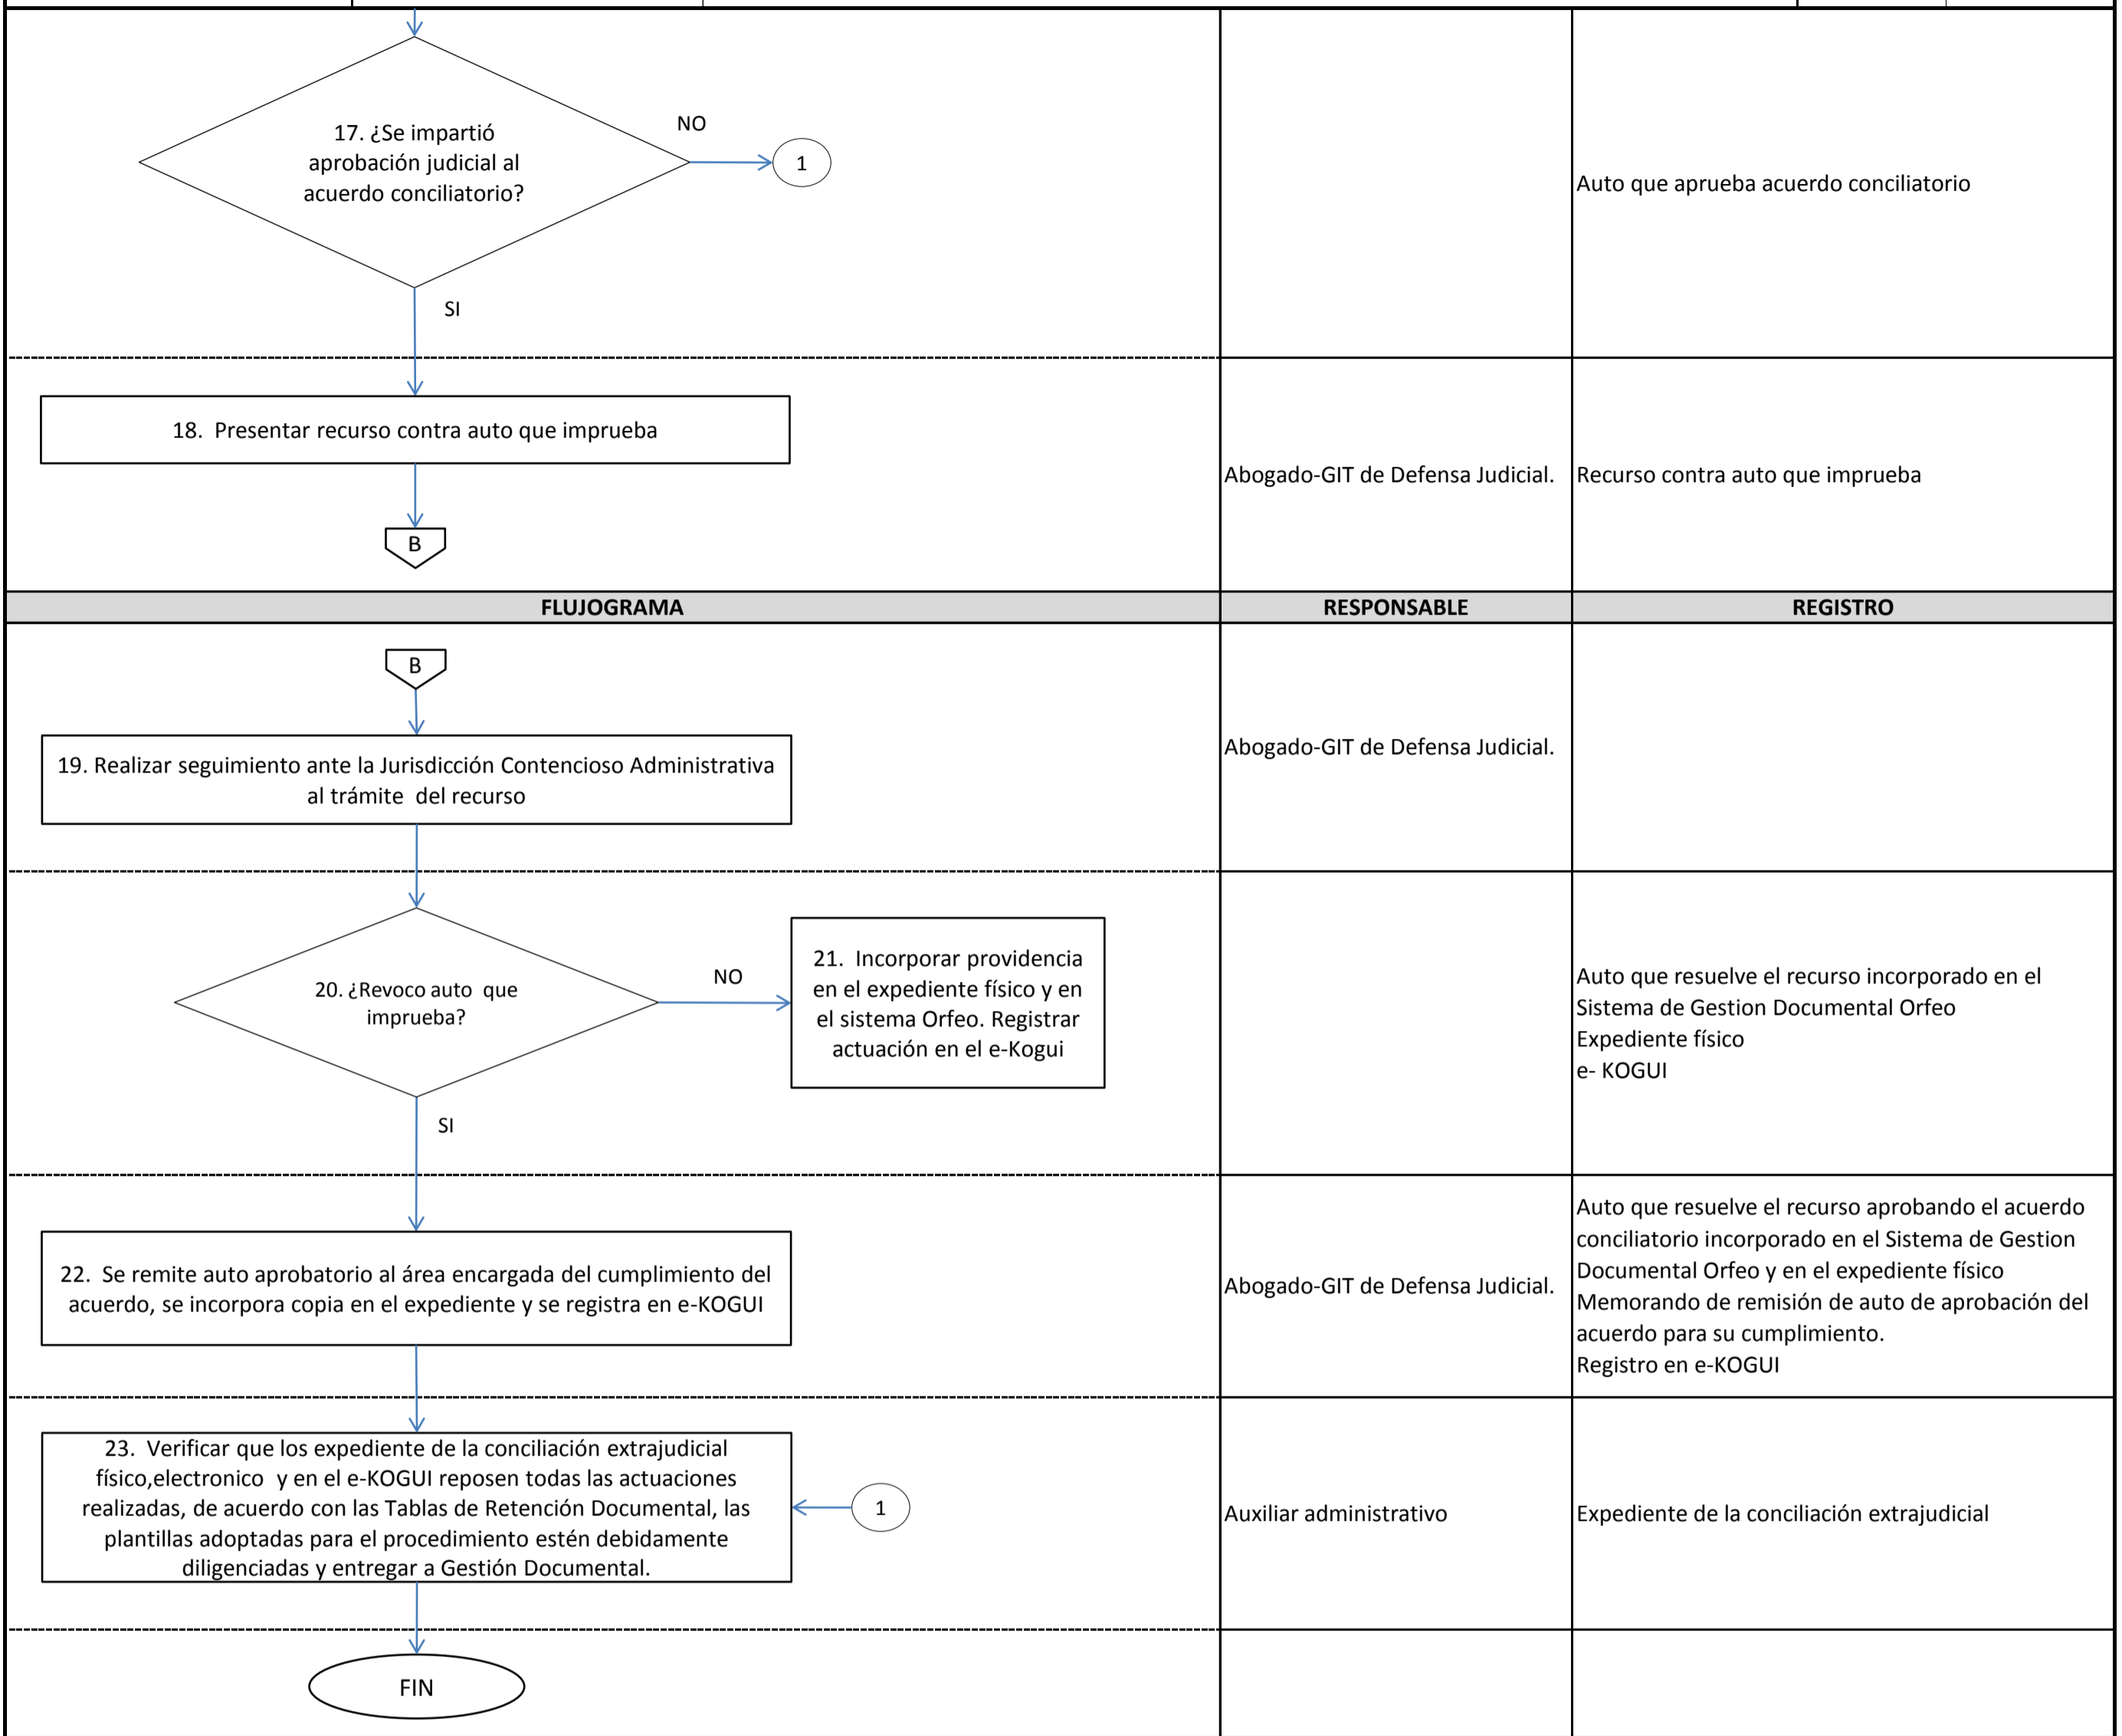 17. ¿Se impartió
aprobación judicial al
acuerdo conciliatorio?
NO
1
SI
Auto que aprueba acuerdo conciliatorio
18. Presentar recurso contra auto que imprueba
B
Abogado-GIT de Defensa Judicial.
Recurso contra auto que imprueba
FLUJOGRAMA
RESPONSABLE
REGISTRO
B
19. Realizar seguimiento ante la Jurisdicción Contencioso Administrativa
al trámite del recurso
Abogado-GIT de Defensa Judicial.
20. ¿Revoco auto que
imprueba?
NO
21. Incorporar providencia
en el expediente físico y en
el sistema Orfeo. Registrar
actuación en el e-Kogui
SI
Auto que resuelve el recurso incorporado en el
Sistema de Gestion Documental Orfeo
Expediente físico
e- KOGUI
22. Se remite auto aprobatorio al área encargada del cumplimiento del
acuerdo, se incorpora copia en el expediente y se registra en e-KOGUI
Abogado-GIT de Defensa Judicial.
Auto que resuelve el recurso aprobando el acuerdo
conciliatorio incorporado en el Sistema de Gestion
Documental Orfeo y en el expediente físico
Memorando de remisión de auto de aprobación del
acuerdo para su cumplimiento.
Registro en e-KOGUI
23. Verificar que los expediente de la conciliación extrajudicial
físico,electronico y en el e-KOGUI reposen todas las actuaciones
realizadas, de acuerdo con las Tablas de Retención Documental, las
plantillas adoptadas para el procedimiento estén debidamente
diligenciadas y entregar a Gestión Documental.
1
Auxiliar administrativo
Expediente de la conciliación extrajudicial
FIN